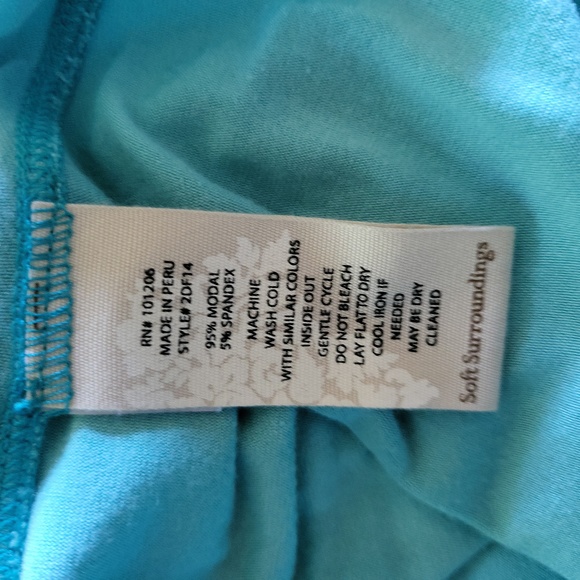 RN# 101206
MADE IN PERU
STYLE# 2DF14
95% MODAL
5% SPANDEX
MACHINE
WASH COLD
WITH SIMILAR COLORS
INSIDE OUT
GENTLE CYCLE
DO NOT BLEACH
LAY FLAT TO DRY
COOL IRON IF
NEEDED
MAY BE DRY
CLEANED
Soft Surroundings